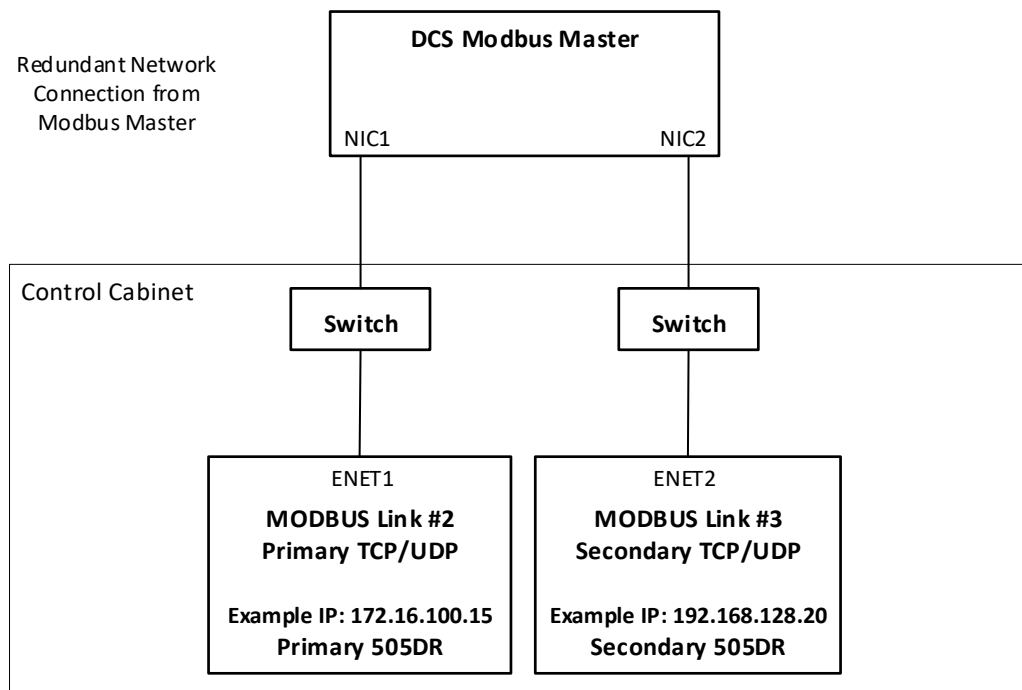 DCS Modbus Master
Redundant Network
Connection from
Modbus Master
NIC1
NIC2
Control Cabinet
Switch
Switch
ENET1
MODBUS Link #2
Primary TCP/UDP
Example IP: 172.16.100.15
Primary 505DR
ENET2
MODBUS Link #3
Secondary TCP/UDP
Example IP: 192.168.128.20
Secondary 505DR